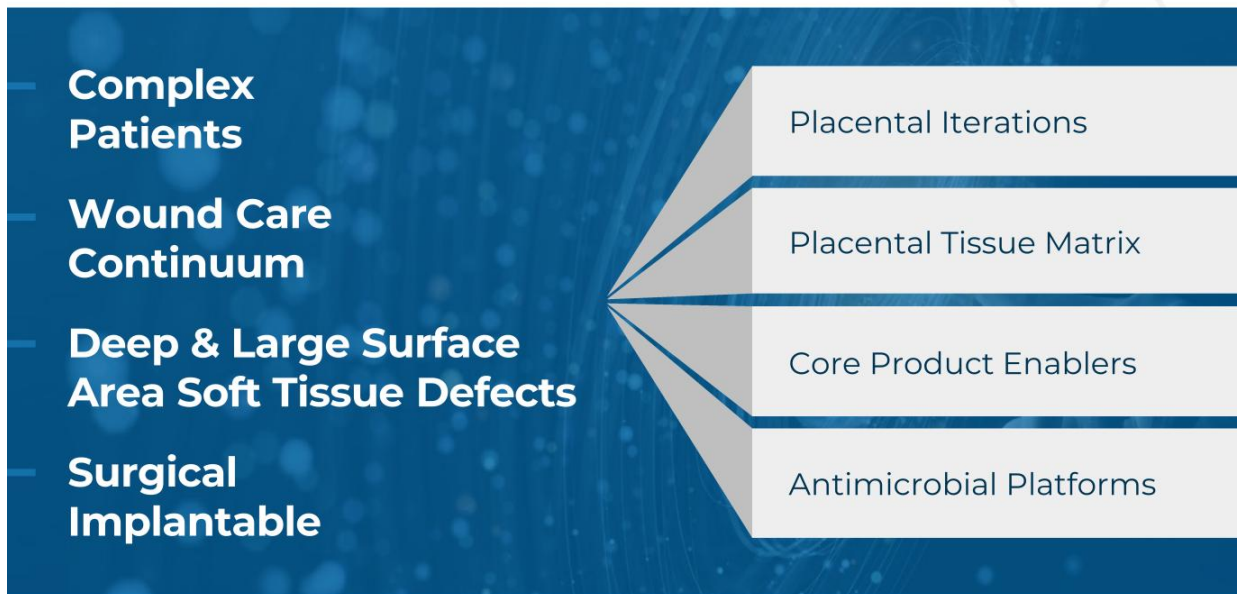 Complex
Patients
Wound Care
Continuum
Deep & Large Surface
Area Soft Tissue Defects
Surgical
Implantable
Placental Iterations
Placental Tissue Matrix
Core Product Enablers
Antimicrobial Platforms